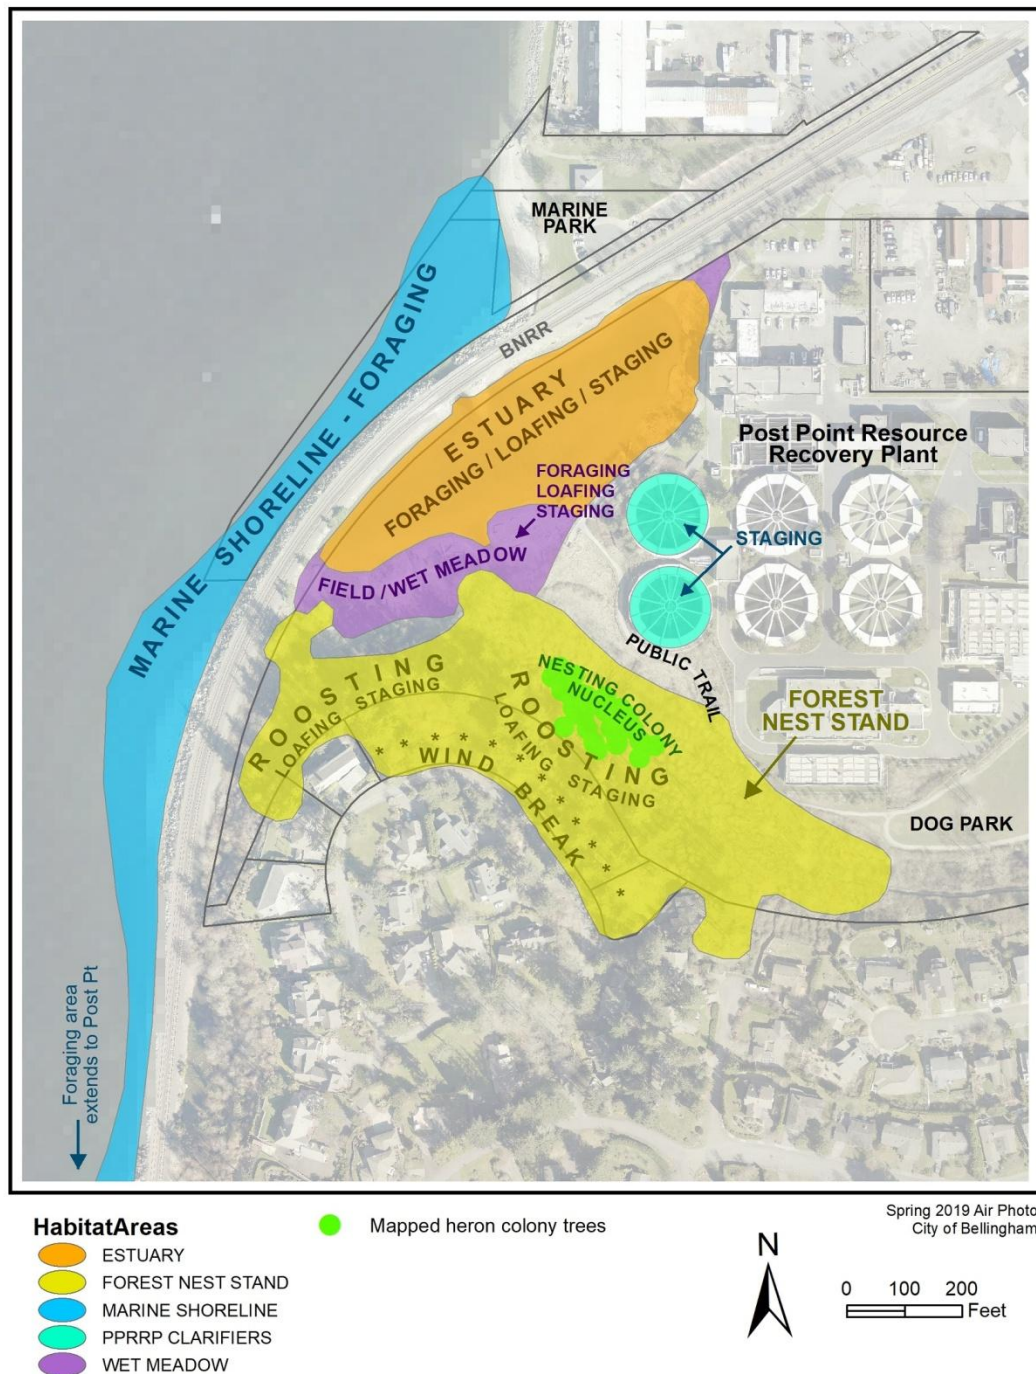 MARINE
PARK
BNRR
MARINE SHORELINE - FORAGING
ESTUARY
FORAGING / LOAFING / STAGING
FORAGING
LOAFING
STAGING
FIELD / WET MEADOW
Post Point Resource
Recovery Plant
STAGING
PUBLIC TRAIL
NESTING COLONY
NUCLEUS
ROOSTING
LOAFING STAGING
ROOSTING
LOAFING STAGING
* * * * * * * * * * * * * * * *
WIND BREAK
FOREST
NEST STAND
DOG PARK
Foraging area
extends to Post Pt
HabitatAreas
ESTUARY
FOREST NEST STAND
MARINE SHORELINE
PPRRP CLARIFIERS
WET MEADOW
Mapped heron colony trees
Spring 2019 Air Photo
City of Bellingham
N
0 100 200
Feet